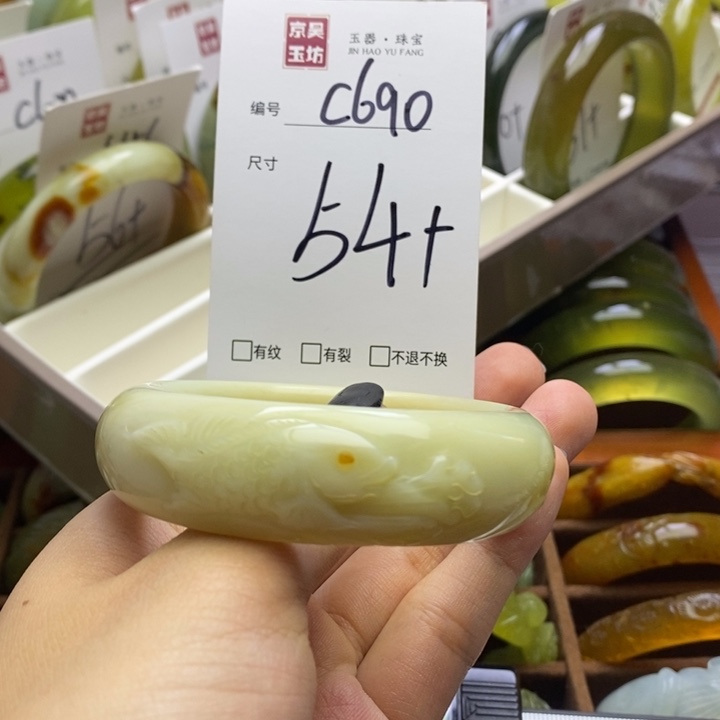 京昊
玉坊
玉器·珠宝
JIN HAO YU FANG
编号 C690
尺寸
54+
□有纹 □有裂 □不退不换
56+